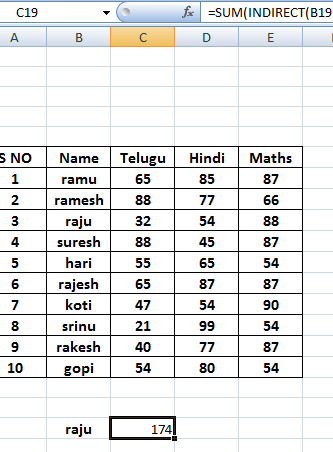 C19 fx =SUM(INDIRECT(B19
A B C D E
S NO Name Telugu Hindi Maths
1 ramu 65 85 87
2 ramesh 88 77 66
3 raju 32 54 88
4 suresh 88 45 87
5 hari 55 65 54
6 rajesh 65 87 87
7 koti 47 54 90
8 srinu 21 99 54
9 rakesh 40 77 87
10 gopi 54 80 54
raju 174